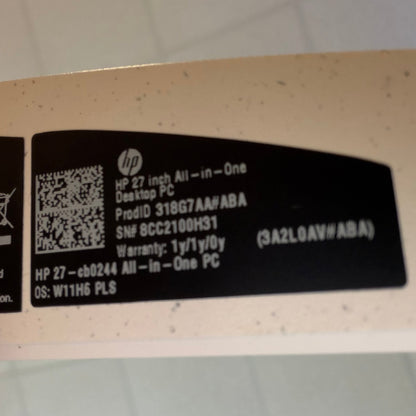 hp
HP 27 inch All-in-One
Desktop PC
ProdID 318G7AA#ABA
SN# 8CC2100H31
Warranty: 1y/1y/0y
(3A2L0AV#ABA)
HP 27-cb0244 All-in-One PC
OS: W11H6 PLS